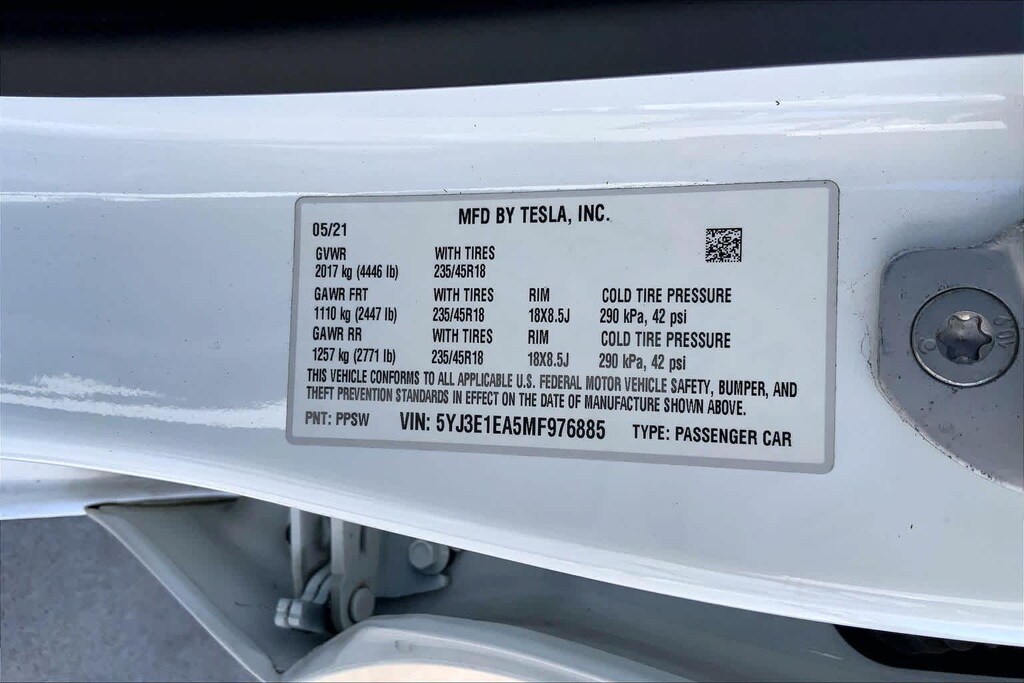 MFD BY TESLA, INC.
05/21
GVWR WITH TIRES
2017 kg (4446 lb) 235/45R18
GAWR FRT WITH TIRES RIM COLD TIRE PRESSURE
1110 kg (2447 lb) 235/45R18 18X8.5J 290 kPa, 42 psi
GAWR RR WITH TIRES RIM COLD TIRE PRESSURE
1257 kg (2771 lb) 235/45R18 18X8.5J 290 kPa, 42 psi
THIS VEHICLE CONFORMS TO ALL APPLICABLE U.S. FEDERAL MOTOR VEHICLE SAFETY, BUMPER, AND
THEFT PREVENTION STANDARDS IN EFFECT ON THE DATE OF MANUFACTURE SHOWN ABOVE.
PNT: PPSW VIN: 5YJ3E1EA5MF976885 TYPE: PASSENGER CAR